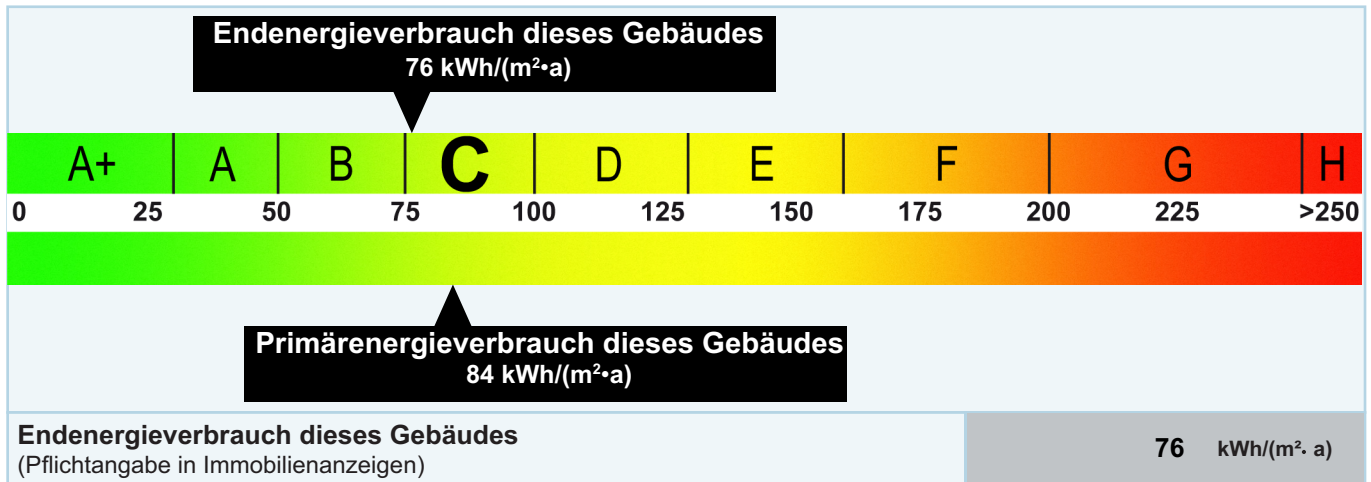 Endenergieverbrauch dieses Gebäudes
76 kWh/(m²•a)
A+ A B C D E F G H
0 25 50 75 100 125 150 175 200 225 >250
Primärenergieverbrauch dieses Gebäudes
84 kWh/(m²•a)
Endenergieverbrauch dieses Gebäudes
(Pflichtangabe in Immobilienanzeigen)
76 kWh/(m²· a)